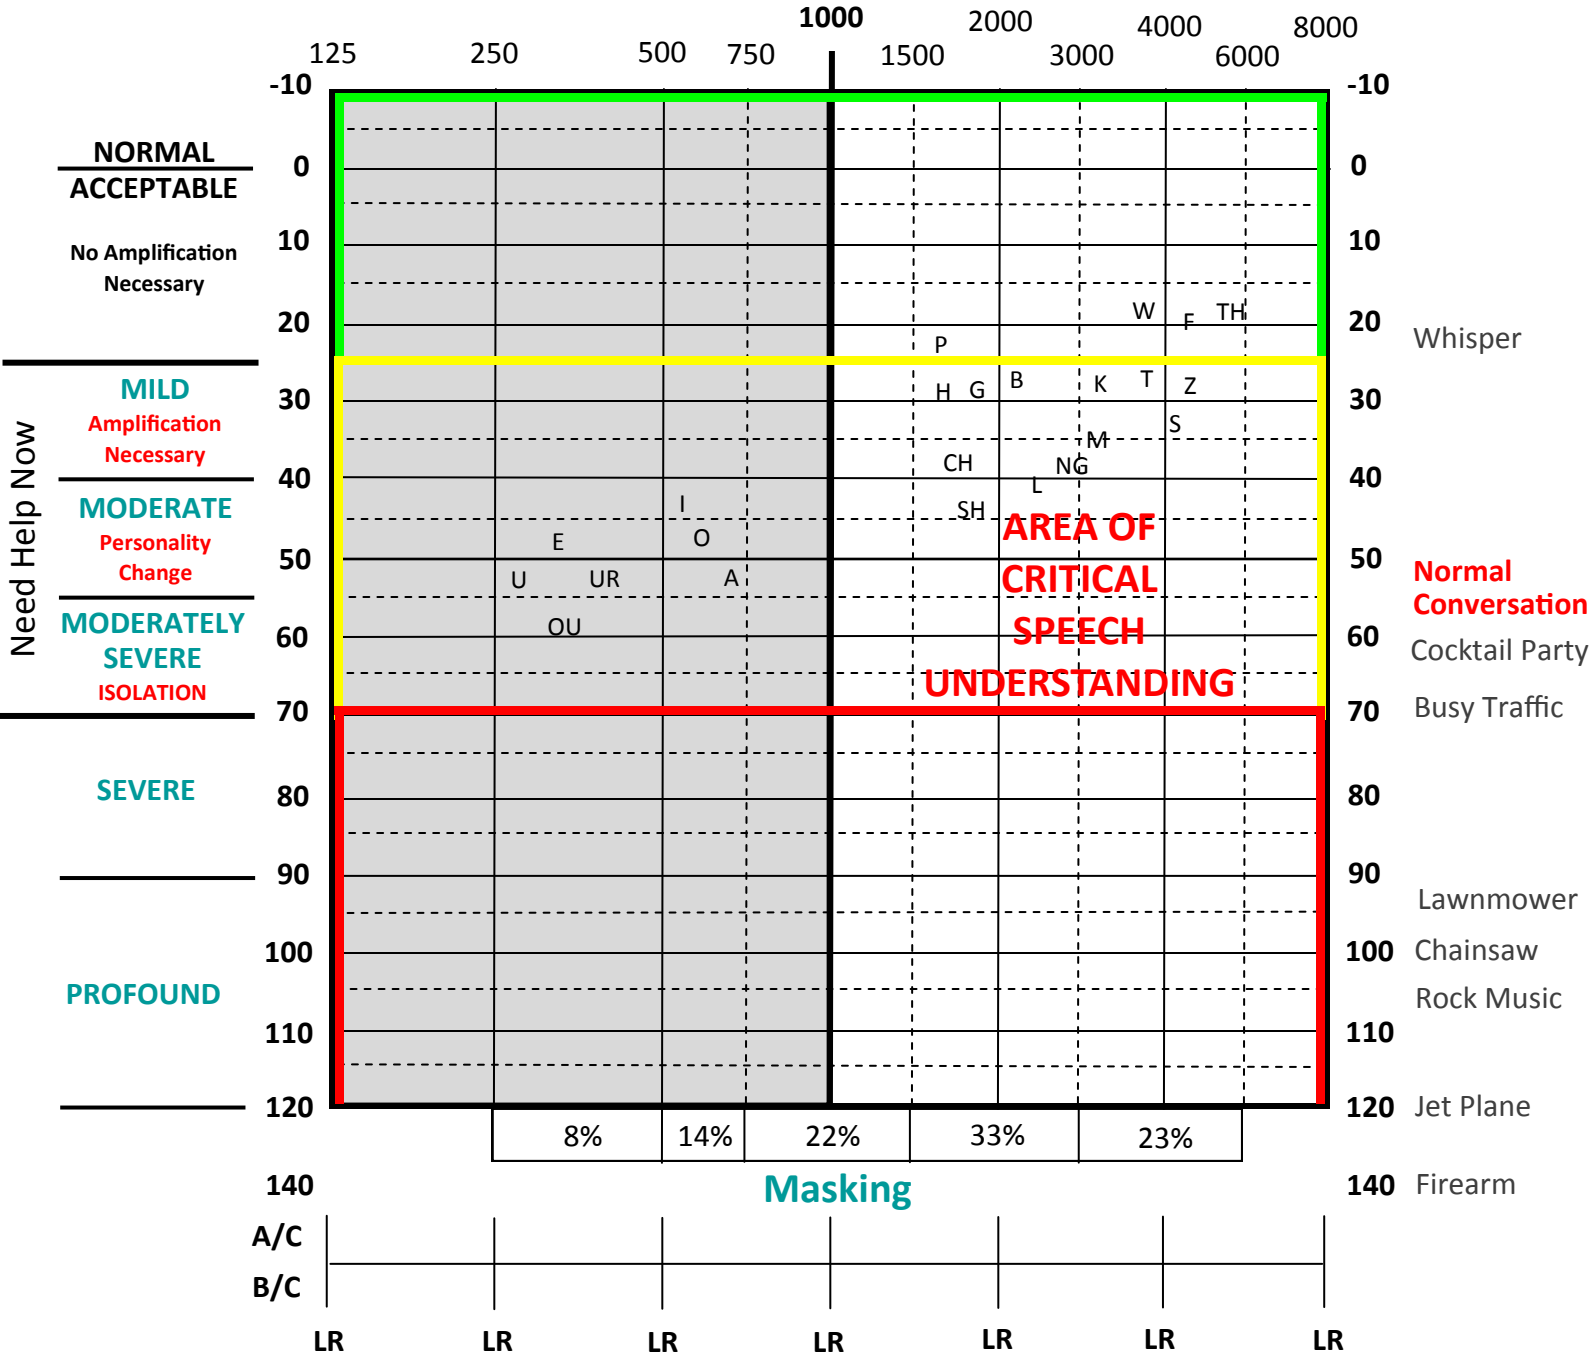 1000 2000 4000 8000
125 250 500 750 1500 3000 6000
-10 -10
NORMAL
0 0
ACCEPTABLE
No Amplification
10 10
Necessary
W F TH
20 20
Whisper
P
MILD
B K T Z
H G
30 30
Amplification
S
Necessary
M
CH NG
40 40
L
I
MODERATE
SH
AREA OF
Personality
E O
50 50
Change
U UR A
CRITICAL
Normal
Conversation
MODERATELY
OU
60 60
SPEECH
SEVERE
Cocktail Party
ISOLATION
UNDERSTANDING
70 70
Busy Traffic
Need Help Now
SEVERE
80 80
90 90
Lawnmower
100 100
Chainsaw
PROFOUND
Rock Music
110 110
120 120
Jet Plane
8% 14% 22% 33% 23%
140 Masking 140
Firearm
A/C
B/C
LR LR LR LR LR LR LR